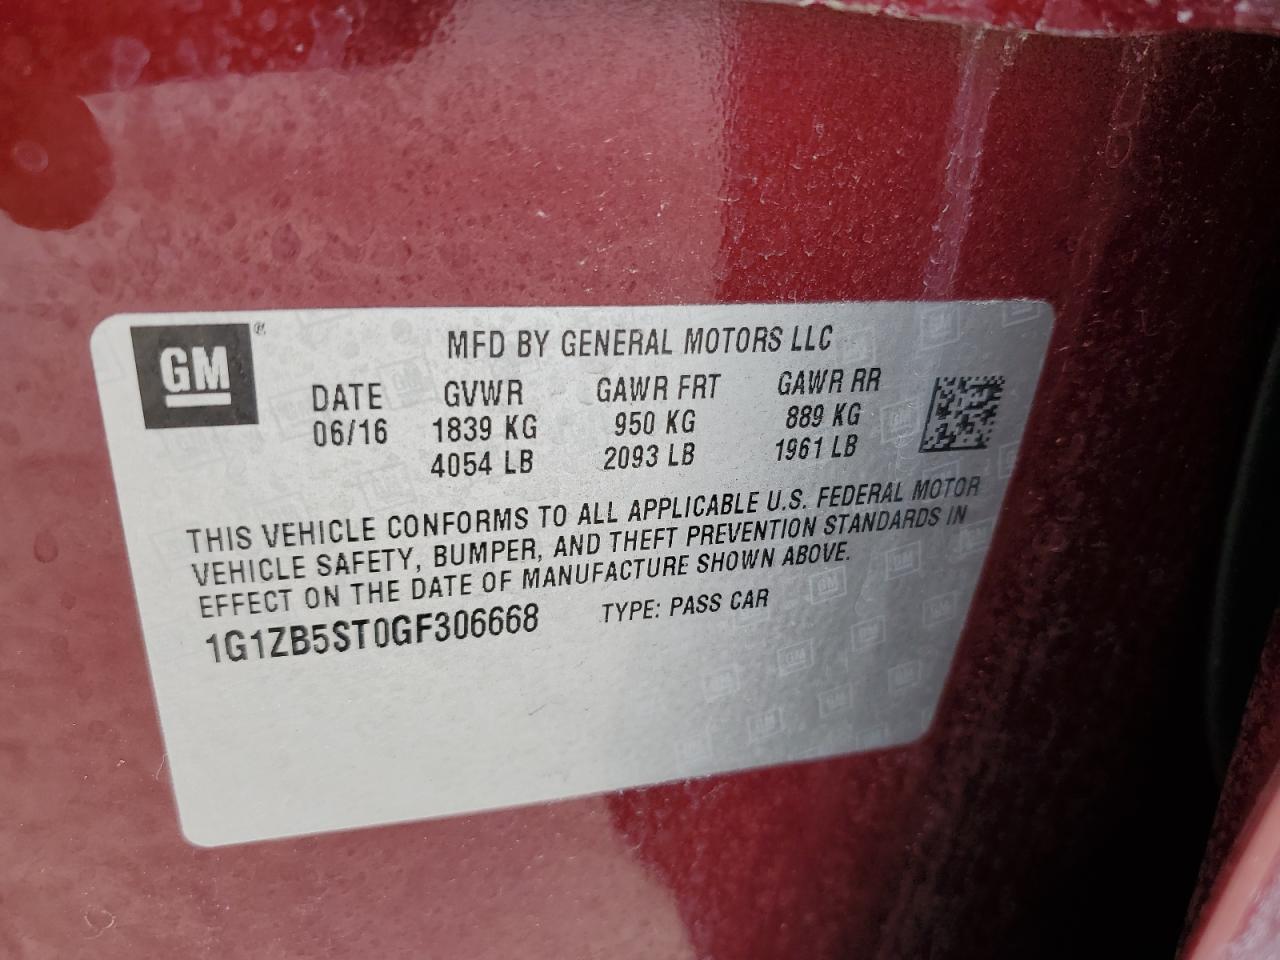 GM ®
MFD BY GENERAL MOTORS LLC
DATE GVWR GAWR FRT GAWR RR
06/16 1839 KG 950 KG 889 KG
4054 LB 2093 LB 1961 LB
THIS VEHICLE CONFORMS TO ALL APPLICABLE U.S. FEDERAL MOTOR
VEHICLE SAFETY, BUMPER, AND THEFT PREVENTION STANDARDS IN
EFFECT ON THE DATE OF MANUFACTURE SHOWN ABOVE.
1G1ZB5ST0GF306668 TYPE: PASS CAR